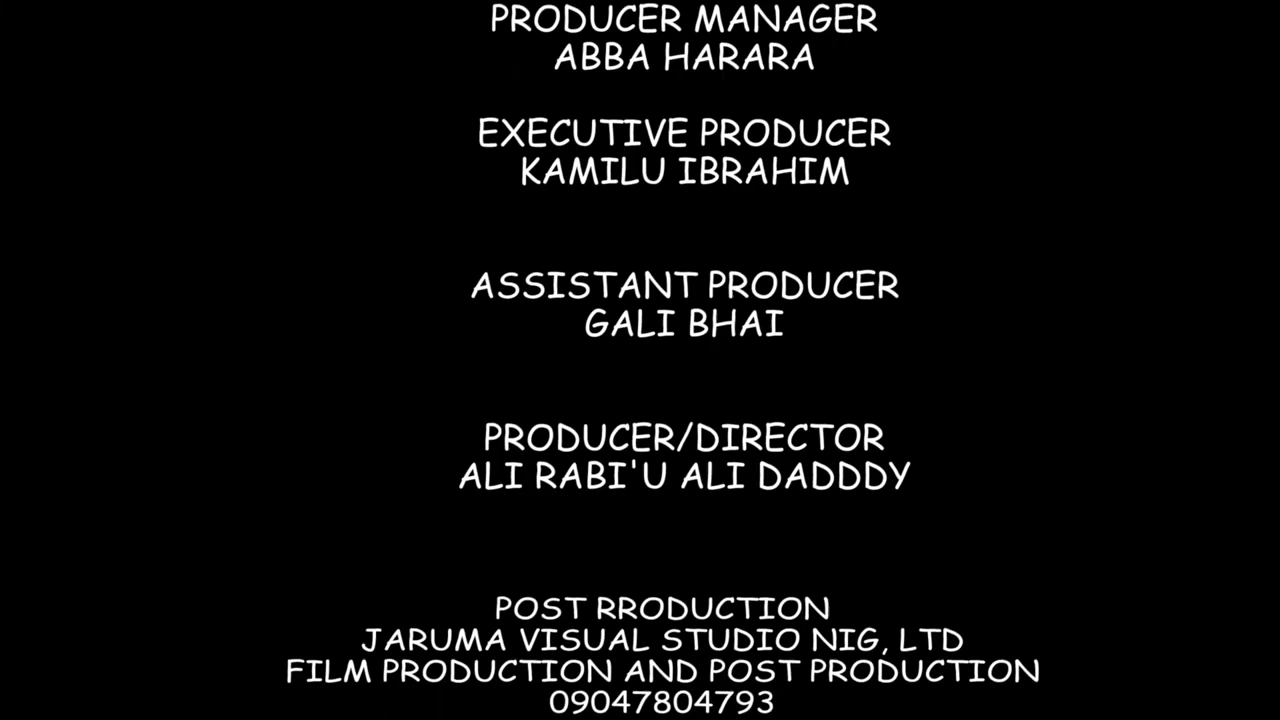 PRODUCER MANAGER
ABBA HARARA
EXECUTIVE PRODUCER
KAMILU IBRAHIM
ASSISTANT PRODUCER
GALI BHAI
PRODUCER/DIRECTOR
ALI RABI'U ALI DADDDY
POST RRODUCTION
JARUMA VISUAL STUDIO NIG, LTD
FILM PRODUCTION AND POST PRODUCTION
09047804793